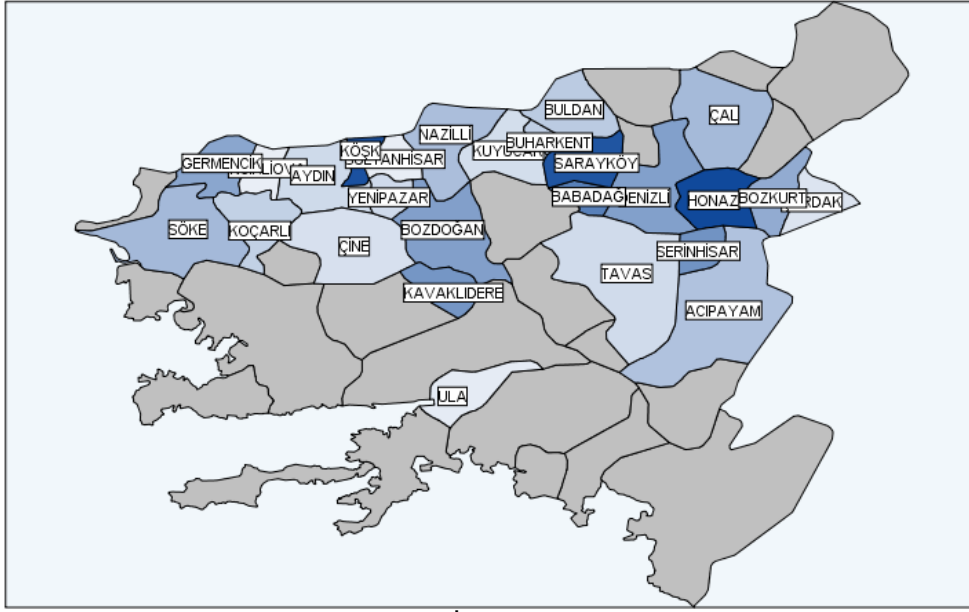 BULDAN
ÇAL
NAZİLLİ
BUHARKENT
KÖŞK
SARAYKÖY
GERMENCİK
AYDIN
YENİPAZAR
BABADAĞ
HONAZ
BOZKURT
SÖKE
KOÇARLI
BOZDOĞAN
ÇİNE
SERİNHİSAR
TAVAS
KAVAKLIDERE
ACIPAYAM
ULA